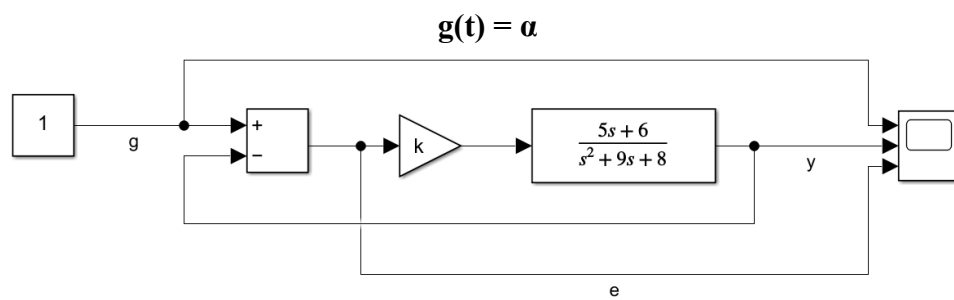 g(t) = α
1
g
+
−
k
5s + 6
s² + 9s + 8
y
e